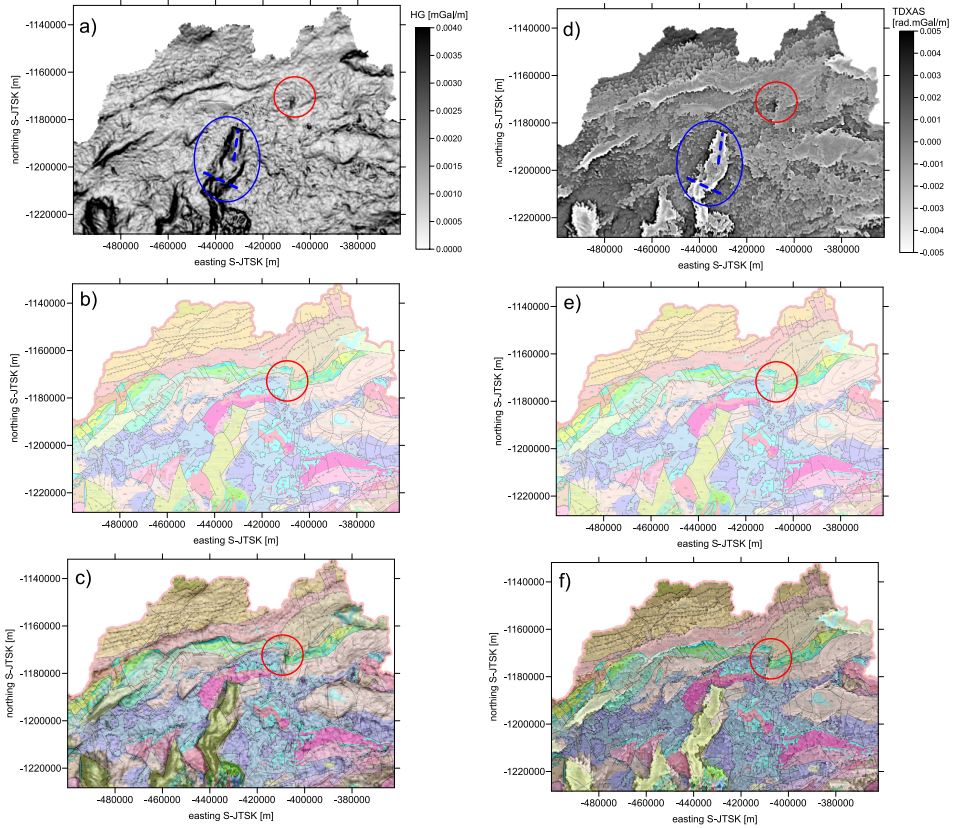 a)
HG [mGal/m]
0.0040
0.0035
0.0030
0.0025
0.0020
0.0015
0.0010
0.0005
0.0000
-1140000
-1160000
-1180000
-1200000
-1220000
northing S-JTSK [m]
-480000 -460000 -440000 -420000 -400000 -380000
easting S-JTSK [m]
d)
TDXAS
[rad.mGal/m]
0.005
0.004
0.003
0.002
0.001
0.000
-0.001
-0.002
-0.003
-0.004
-0.005
-1140000
-1160000
-1180000
-1200000
-1220000
northing S-JTSK [m]
-480000 -460000 -440000 -420000 -400000 -380000
easting S-JTSK [m]
b)
-1140000
-1160000
-1180000
-1200000
-1220000
northing S-JTSK [m]
-480000 -460000 -440000 -420000 -400000 -380000
easting S-JTSK [m]
e)
-1140000
-1160000
-1180000
-1200000
-1220000
northing S-JTSK [m]
-480000 -460000 -440000 -420000 -400000 -380000
easting S-JTSK [m]
c)
-1140000
-1160000
-1180000
-1200000
-1220000
northing S-JTSK [m]
-480000 -460000 -440000 -420000 -400000 -380000
easting S-JTSK [m]
f)
-1140000
-1160000
-1180000
-1200000
-1220000
northing S-JTSK [m]
-480000 -460000 -440000 -420000 -400000 -380000
easting S-JTSK [m]